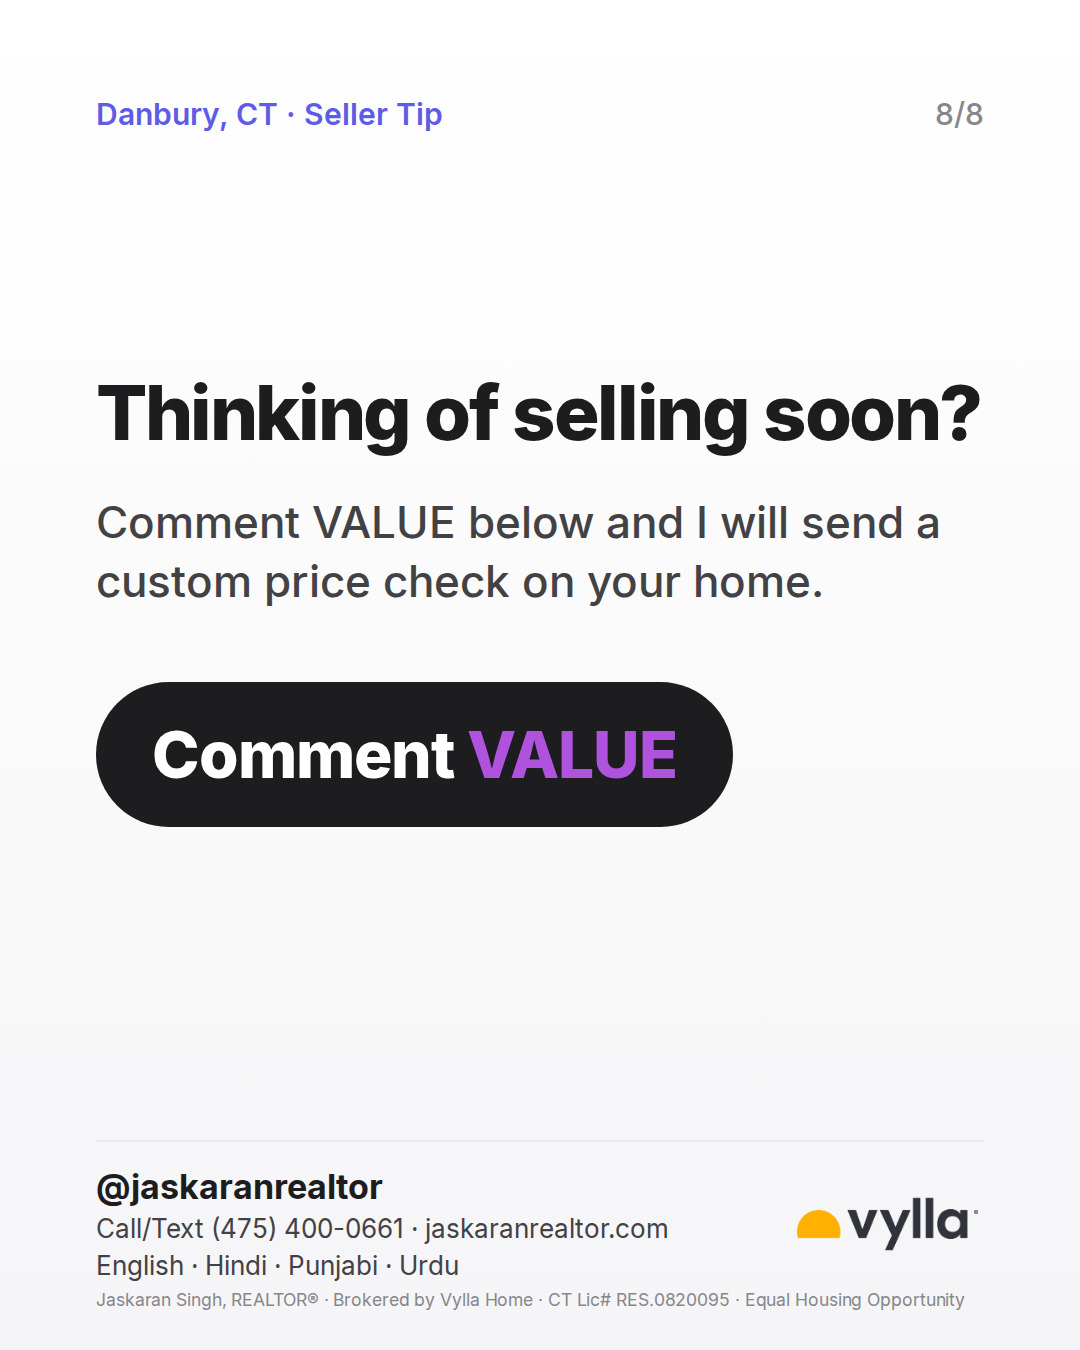 Danbury, CT · Seller Tip
8/8
Thinking of selling soon?
Comment VALUE below and I will send a
custom price check on your home.
Comment VALUE
@jaskaranrealtor
Call/Text (475) 400-0661 · jaskaranrealtor.com
English · Hindi · Punjabi · Urdu
vylla
Jaskaran Singh, REALTOR® · Brokered by Vylla Home · CT Lic# RES.0820095 · Equal Housing Opportunity